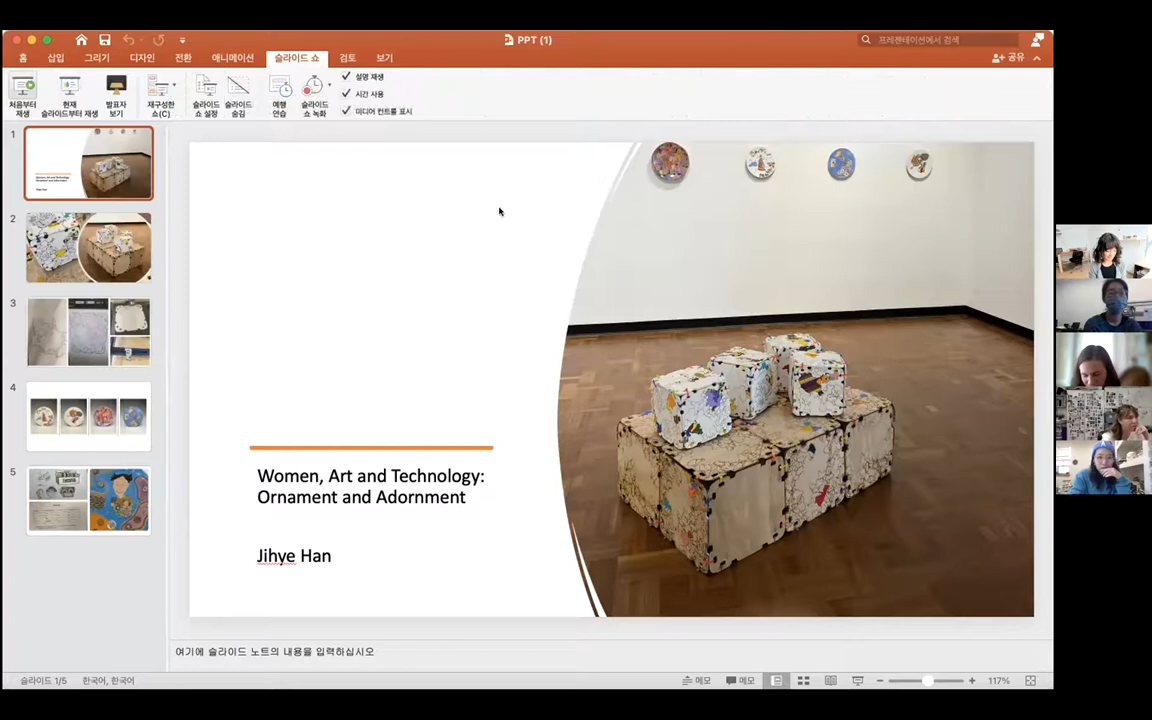 PPT (1)
프레젠테이션에서 검색
홈 삽입 그리기 디자인 전환 애니메이션 슬라이드 쇼 검토 보기
공유
처음부터 재생
현재 슬라이드부터 재생
발표자 보기
재구성한 쇼(C)
슬라이드 쇼 설정
슬라이드 숨김
예행 연습
슬라이드 쇼 녹화
설명 재생
시간 사용
미디어 컨트롤 표시
1
2
3
4
5
Women, Art and Technology:
Ornament and Adornment
Jihye Han
여기에 슬라이드 노트의 내용을 입력하십시오
슬라이드 1/5 한국어, 한국어
메모 메모 117%